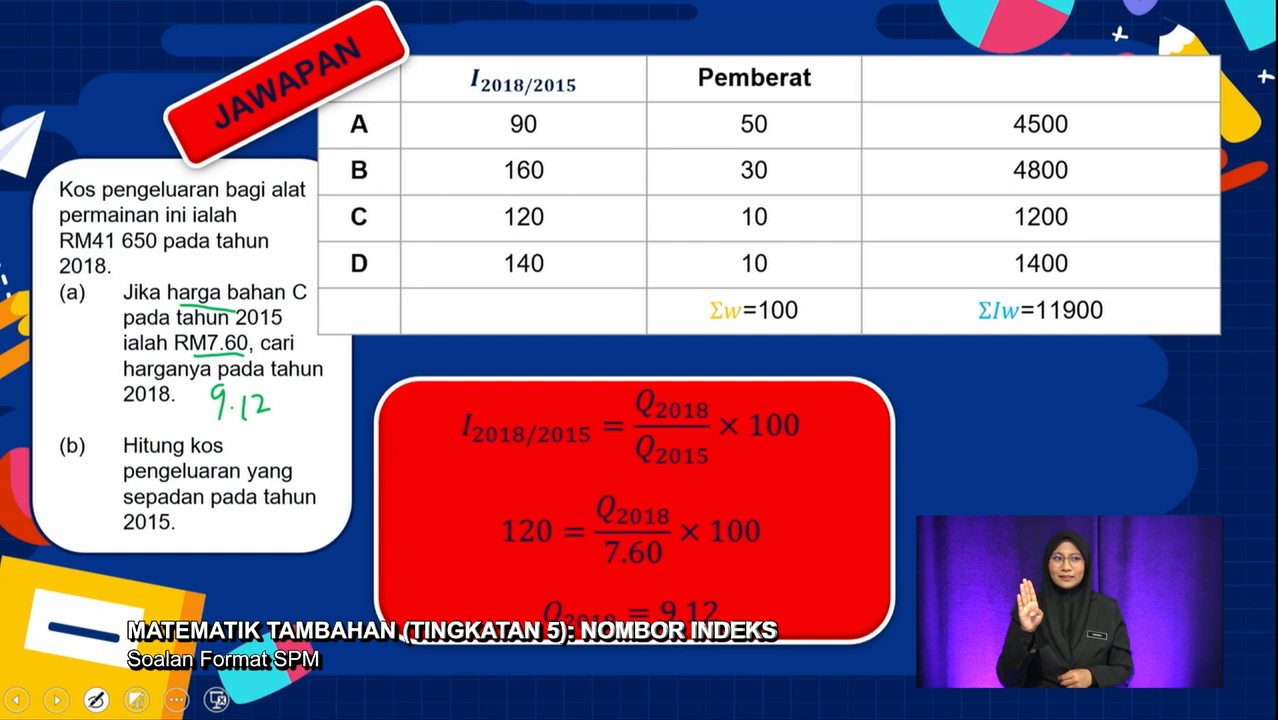 JAWAPAN
I2018/2015 Pemberat
A 90 50 4500
B 160 30 4800
C 120 10 1200
D 140 10 1400
Σw=100 ΣIw=11900
Kos pengeluaran bagi alat
permainan ini ialah
RM41 650 pada tahun
2018.
(a) Jika harga bahan C
pada tahun 2015
ialah RM7.60, cari
harganya pada tahun
2018. 9.12
(b) Hitung kos
pengeluaran yang
sepadan pada tahun
2015.
I2018/2015 = Q2018/Q2015 × 100
120 = Q2018/7.60 × 100
Q2018 = 9.12
MATEMATIK TAMBAHAN (TINGKATAN 5): NOMBOR INDEKS
Soalan Format SPM